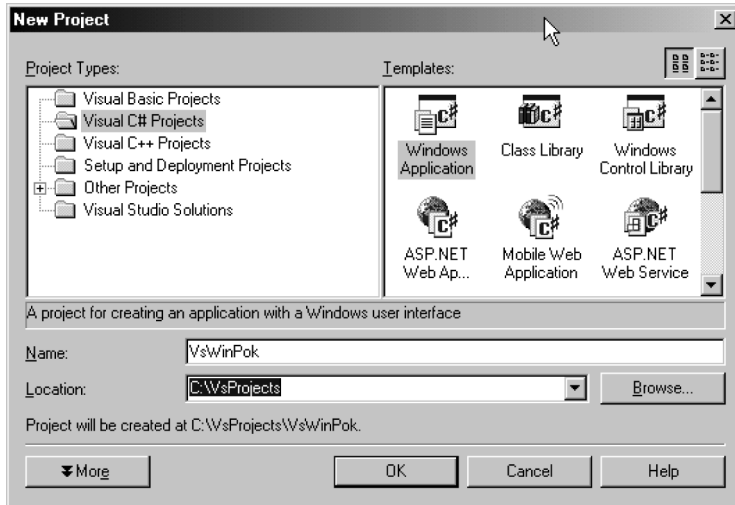 New Project
Project Types:
Templates:
Visual Basic Projects
Visual C# Projects
Visual C++ Projects
Setup and Deployment Projects
Other Projects
Visual Studio Solutions
C#
C#
C#
Windows
Application
Class Library
Windows
Control Library
C#
C#
C#
ASP.NET
Web Ap...
Mobile Web
Application
ASP.NET
Web Service
A project for creating an application with a Windows user interface
Name:
VsWinPok
Location:
C:\VsProjects
Browse...
Project will be created at C:\VsProjects\VsWinPok.
More
OK
Cancel
Help